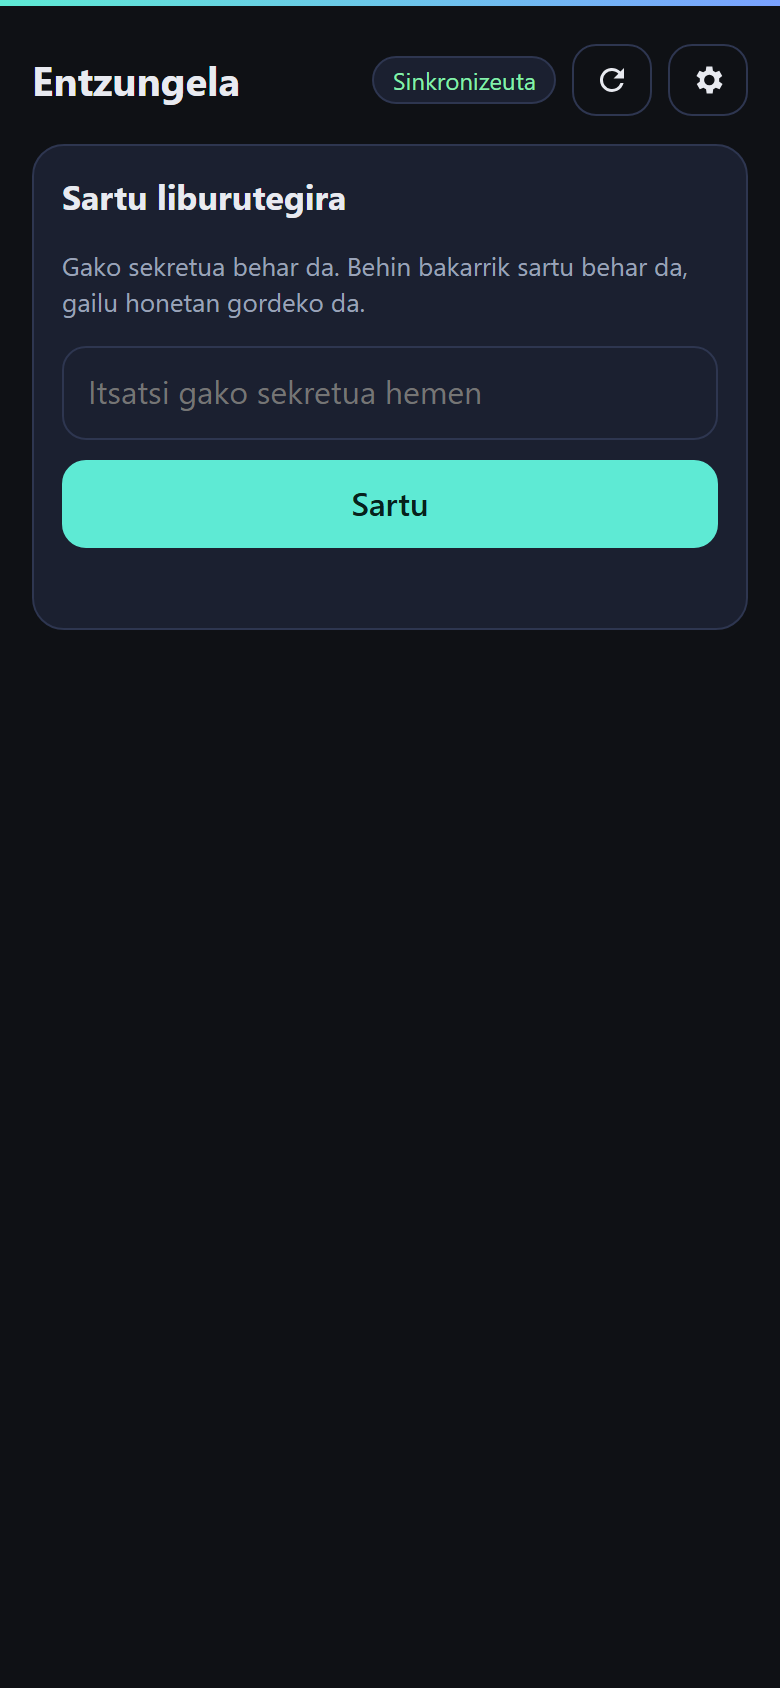 Entzungela
Sinkronizeuta
Sartu liburutegira
Gako sekretua behar da. Behin bakarrik sartu behar da,
gailu honetan gordeko da.
Itsatsi gako sekretua hemen
Sartu